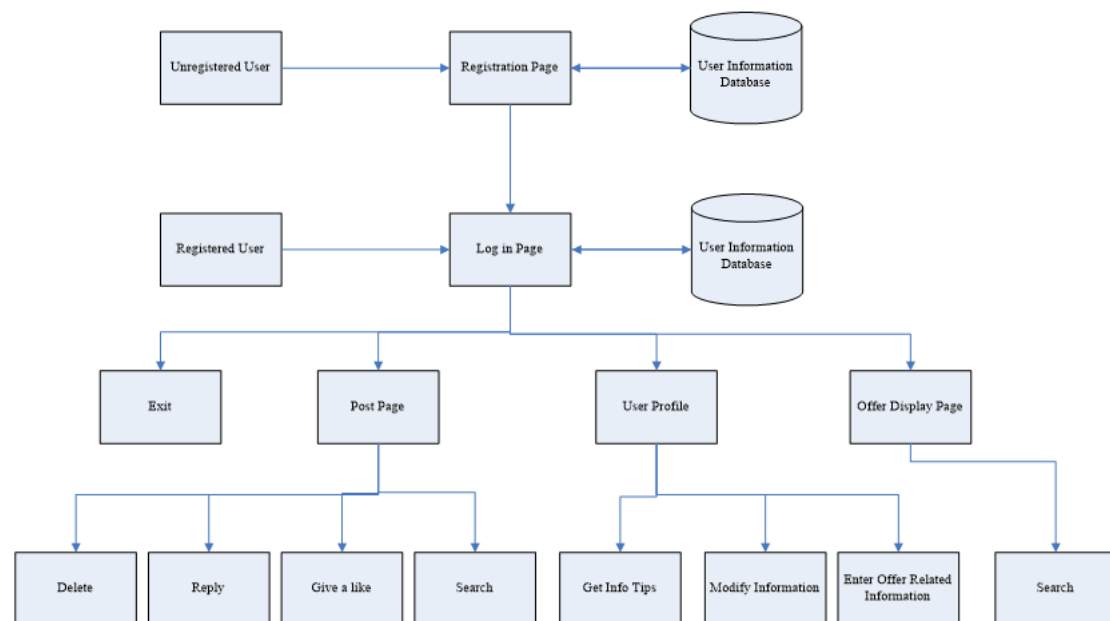 Unregistered User
Registration Page
User Information
Database
Registered User
Log in Page
User Information
Database
Exit
Post Page
User Profile
Offer Display Page
Delete
Reply
Give a like
Search
Get Info Tips
Modify Information
Enter Offer Related
Information
Search